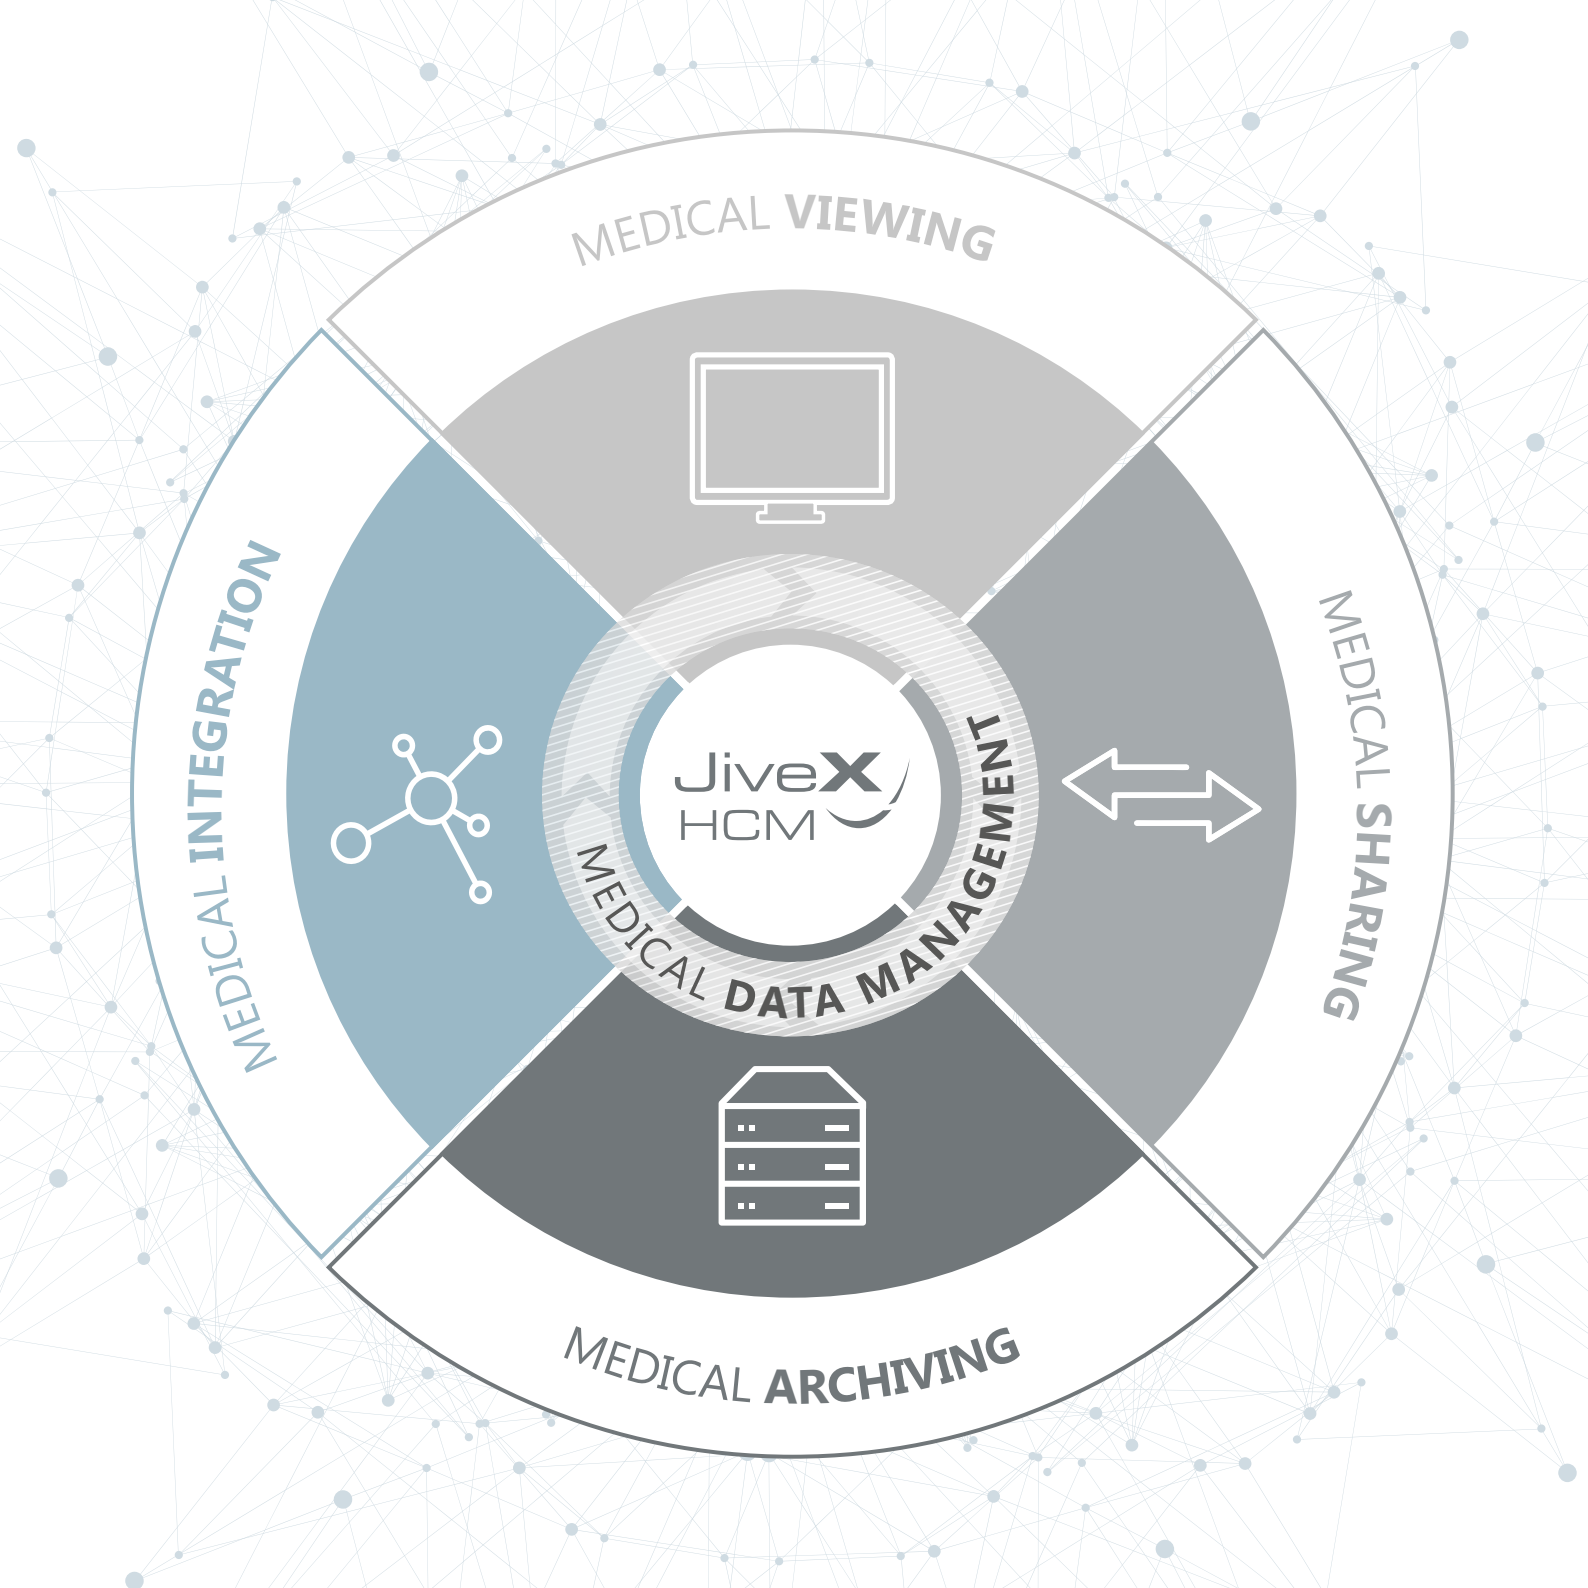 MEDICAL VIEWING
MEDICAL INTEGRATION
MEDICAL SHARING
JiveX
HCM
MEDICAL DATA MANAGEMENT
MEDICAL ARCHIVING